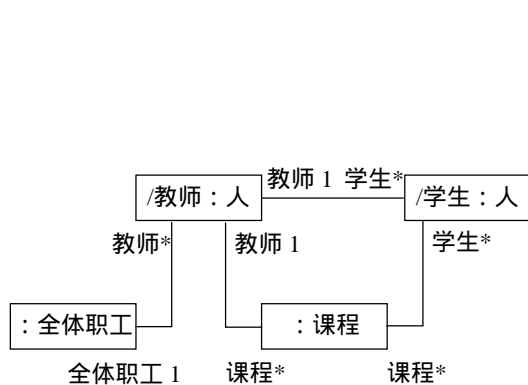 教师 1 学生*
/教师：人
/学生：人
教师*
教师 1
学生*
：全体职工
：课程
全体职工 1
课程*
课程*